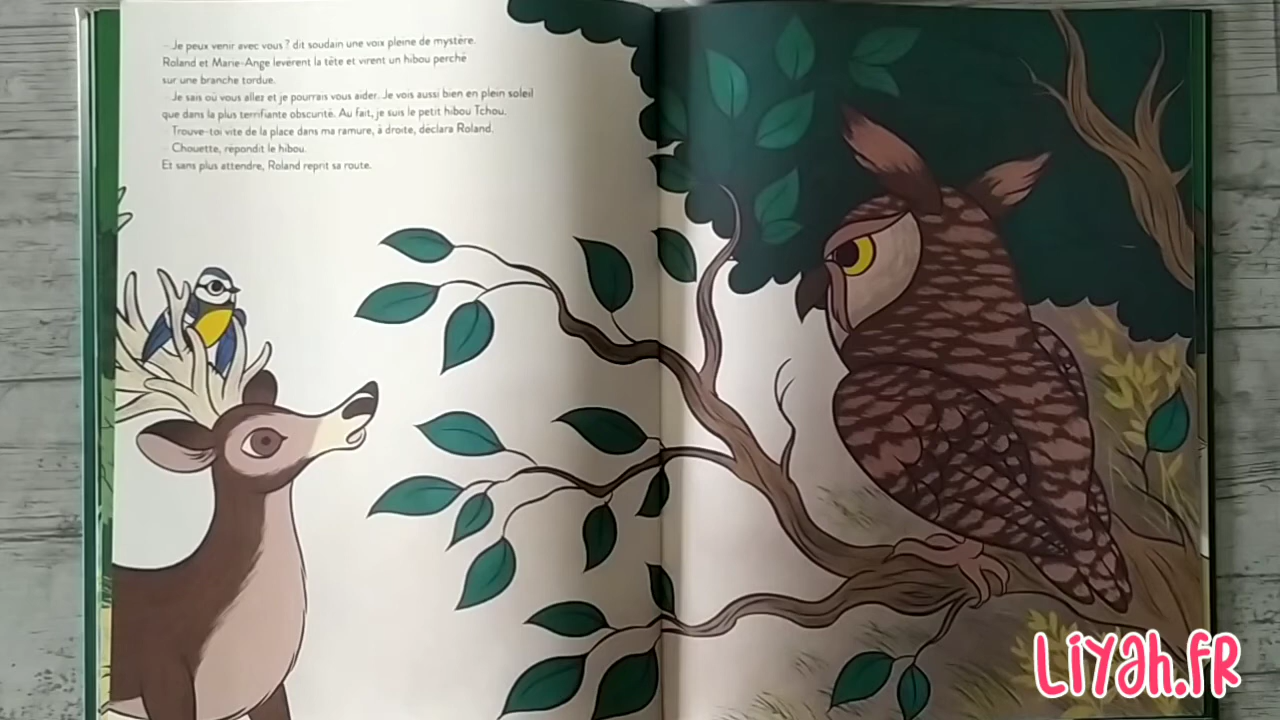 – Je peux venir avec vous ? dit soudain une voix pleine de mystère.
Roland et Marie-Ange levèrent la tête et virent un hibou perché
sur une branche tordue.
– Je sais où vous allez et je pourrais vous aider. Je vois aussi bien en plein soleil
que dans la plus terrifiante obscurité. Au fait, je suis le petit hibou Tchou.
– Trouve-toi vite de la place dans ma ramure, à droite, déclara Roland.
– Chouette, répondit le hibou.
Et sans plus attendre, Roland reprit sa route.
Liyah.FR